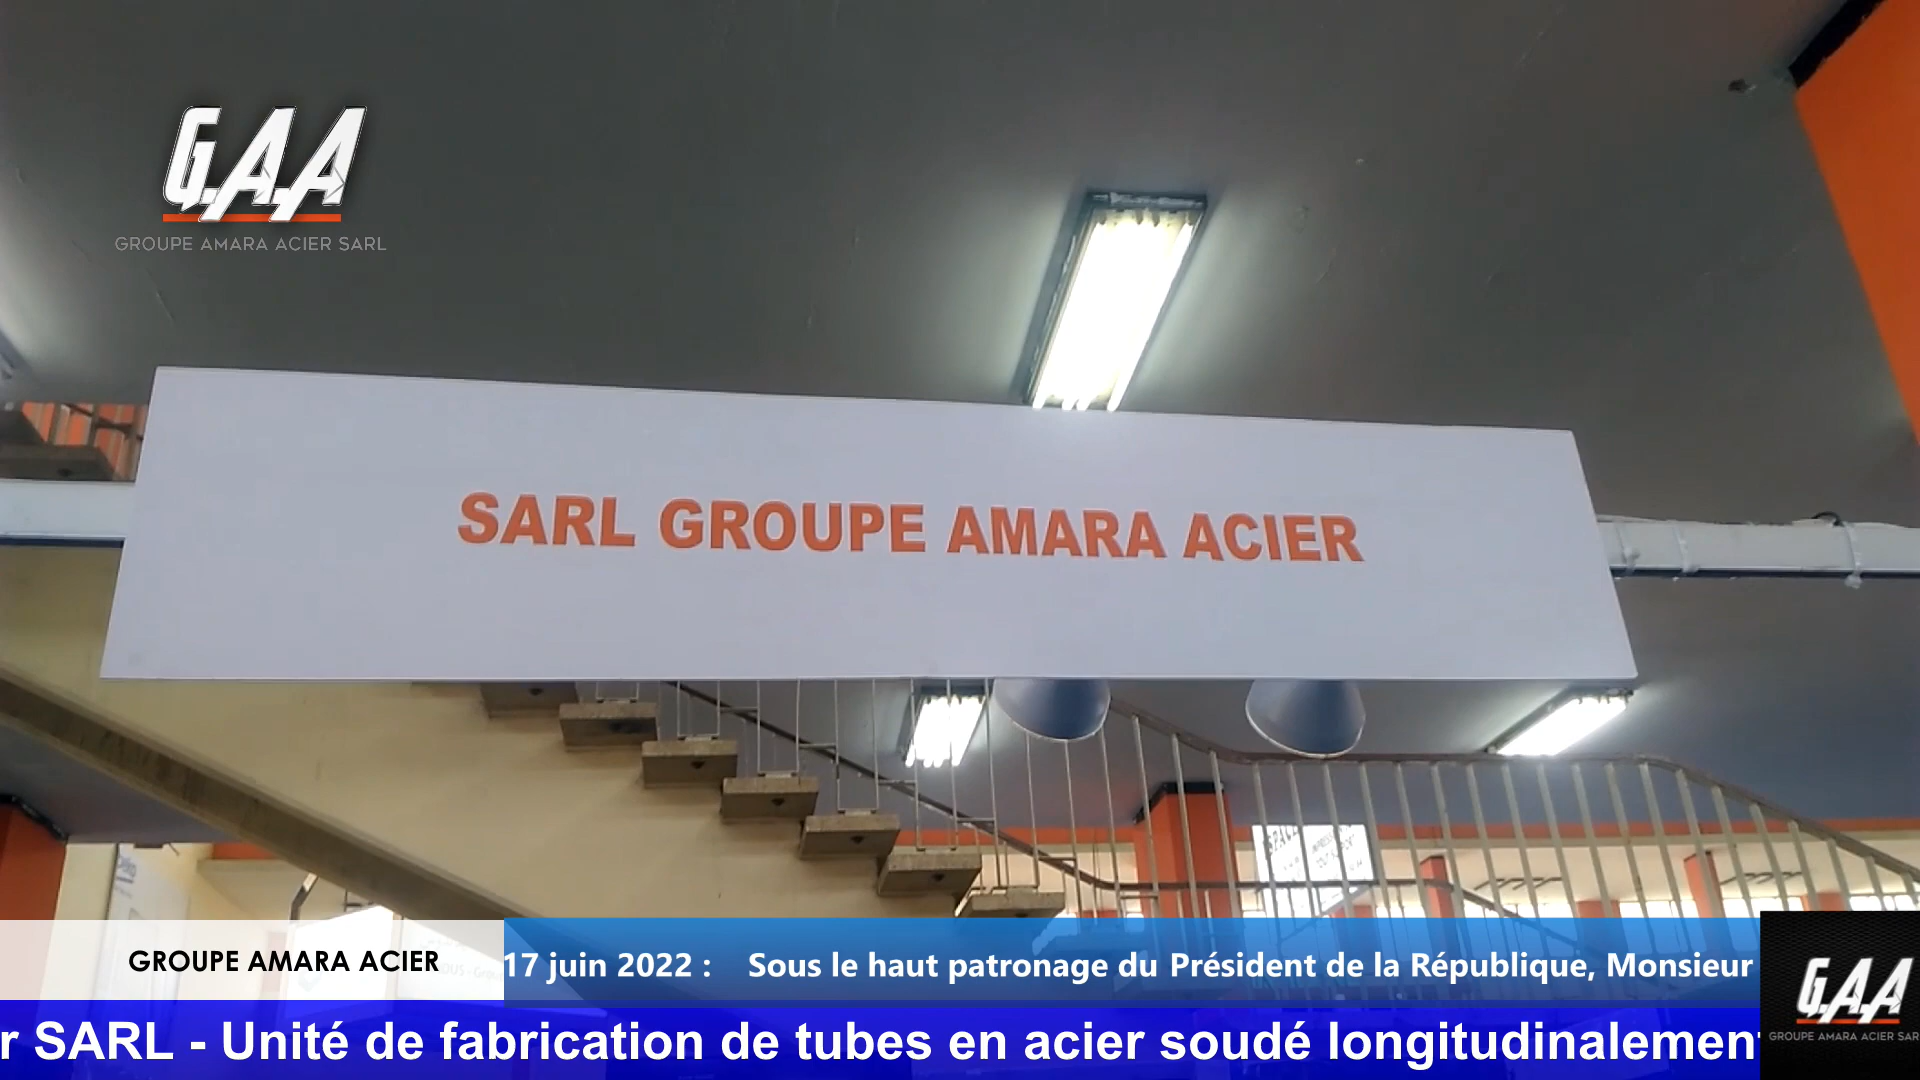 G.A.A
GROUPE AMARA ACIER SARL
SARL GROUPE AMARA ACIER
GROUPE AMARA ACIER
17 juin 2022 : Sous le haut patronage du Président de la République, Monsieur
r SARL - Unité de fabrication de tubes en acier soudé longitudinalement
G.A.A
GROUPE AMARA ACIER SAR